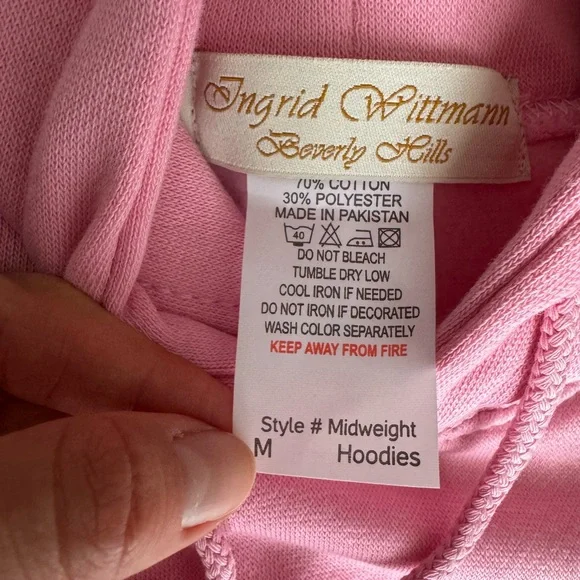 Ingrid Wittmann
Beverly Hills
70% COTTON
30% POLYESTER
MADE IN PAKISTAN
40
DO NOT BLEACH
TUMBLE DRY LOW
COOL IRON IF NEEDED
DO NOT IRON IF DECORATED
WASH COLOR SEPARATELY
KEEP AWAY FROM FIRE
Style # Midweight
M Hoodies